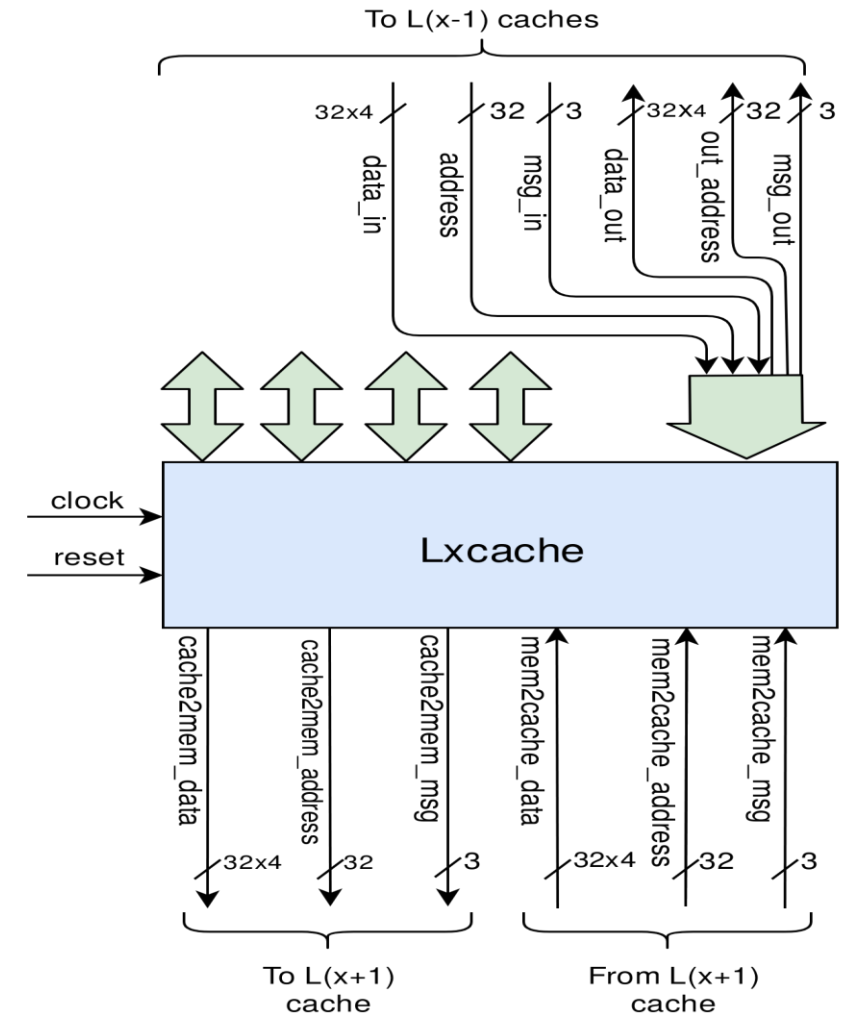 To L(x-1) caches
32x4
32
3
32x4
32
3
data_in
address
msg_in
data_out
out_address
msg_out
clock
reset
Lxcache
cache2mem_data
cache2mem_address
cache2mem_msg
mem2cache_data
mem2cache_address
mem2cache_msg
32x4
32
3
32x4
32
3
To L(x+1)
cache
From L(x+1)
cache